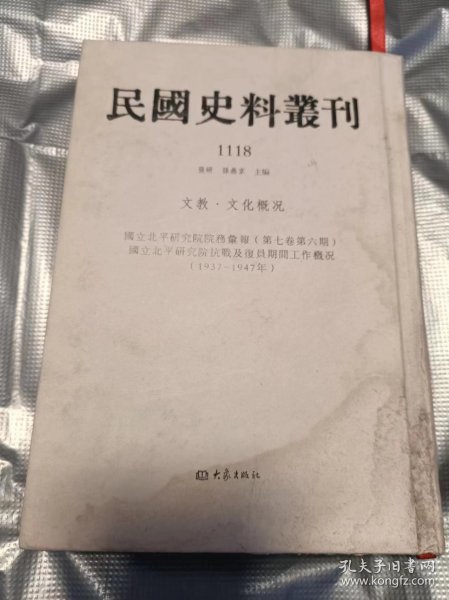 民國史料叢刊
1118
張研 孫燕京 主編
文教·文化概况
國立北平研究院院務彙報(第七卷第六期)
國立北平研究院抗戰及復員期間工作概况
(1937-1947年)
大象出版社
孔夫子旧书网
www.kongfz.com